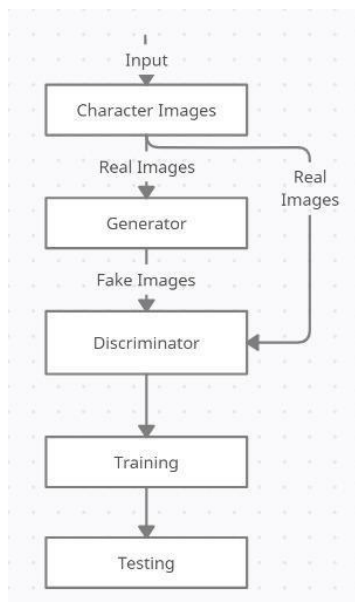 Input
Character Images
Real Images
Real
Images
Generator
Fake Images
Discriminator
Training
Testing